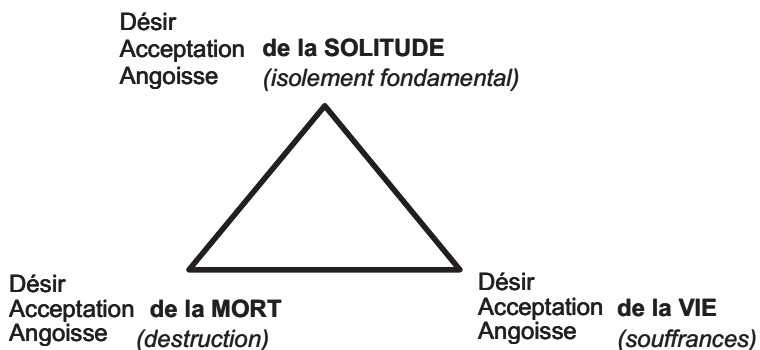 Désir
Acceptation de la SOLITUDE
Angoisse (isolement fondamental)
Désir
Acceptation de la MORT
Angoisse (destruction)
Désir
Acceptation de la VIE
Angoisse (souffrances)